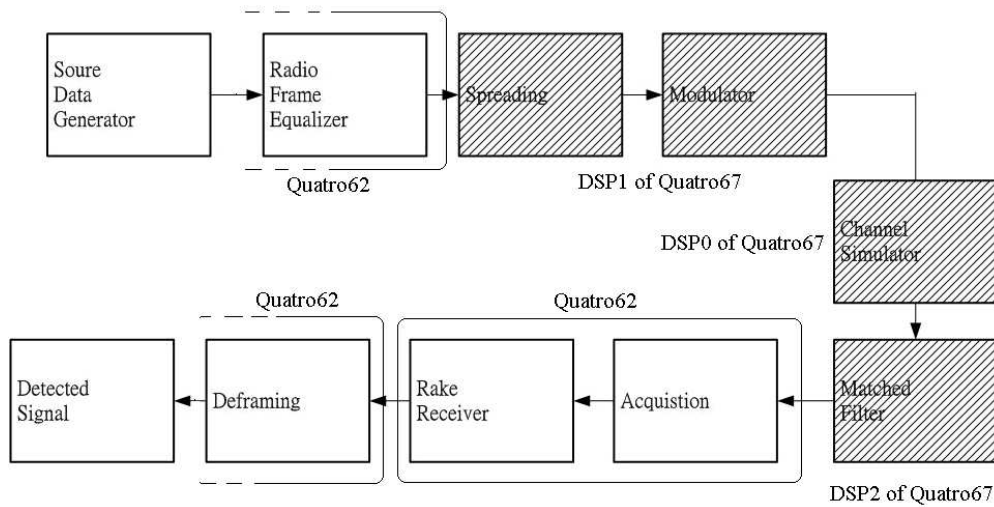 Soure
Data
Generator
Radio
Frame
Equalizer
Spreading
Modulator
Quatro62
DSP1 of Quatro67
DSP0 of Quatro67
Channel
Simulator
Quatro62
Quatro62
Detected
Signal
Deframing
Rake
Receiver
Acquistion
Matched
Filter
DSP2 of Quatro67